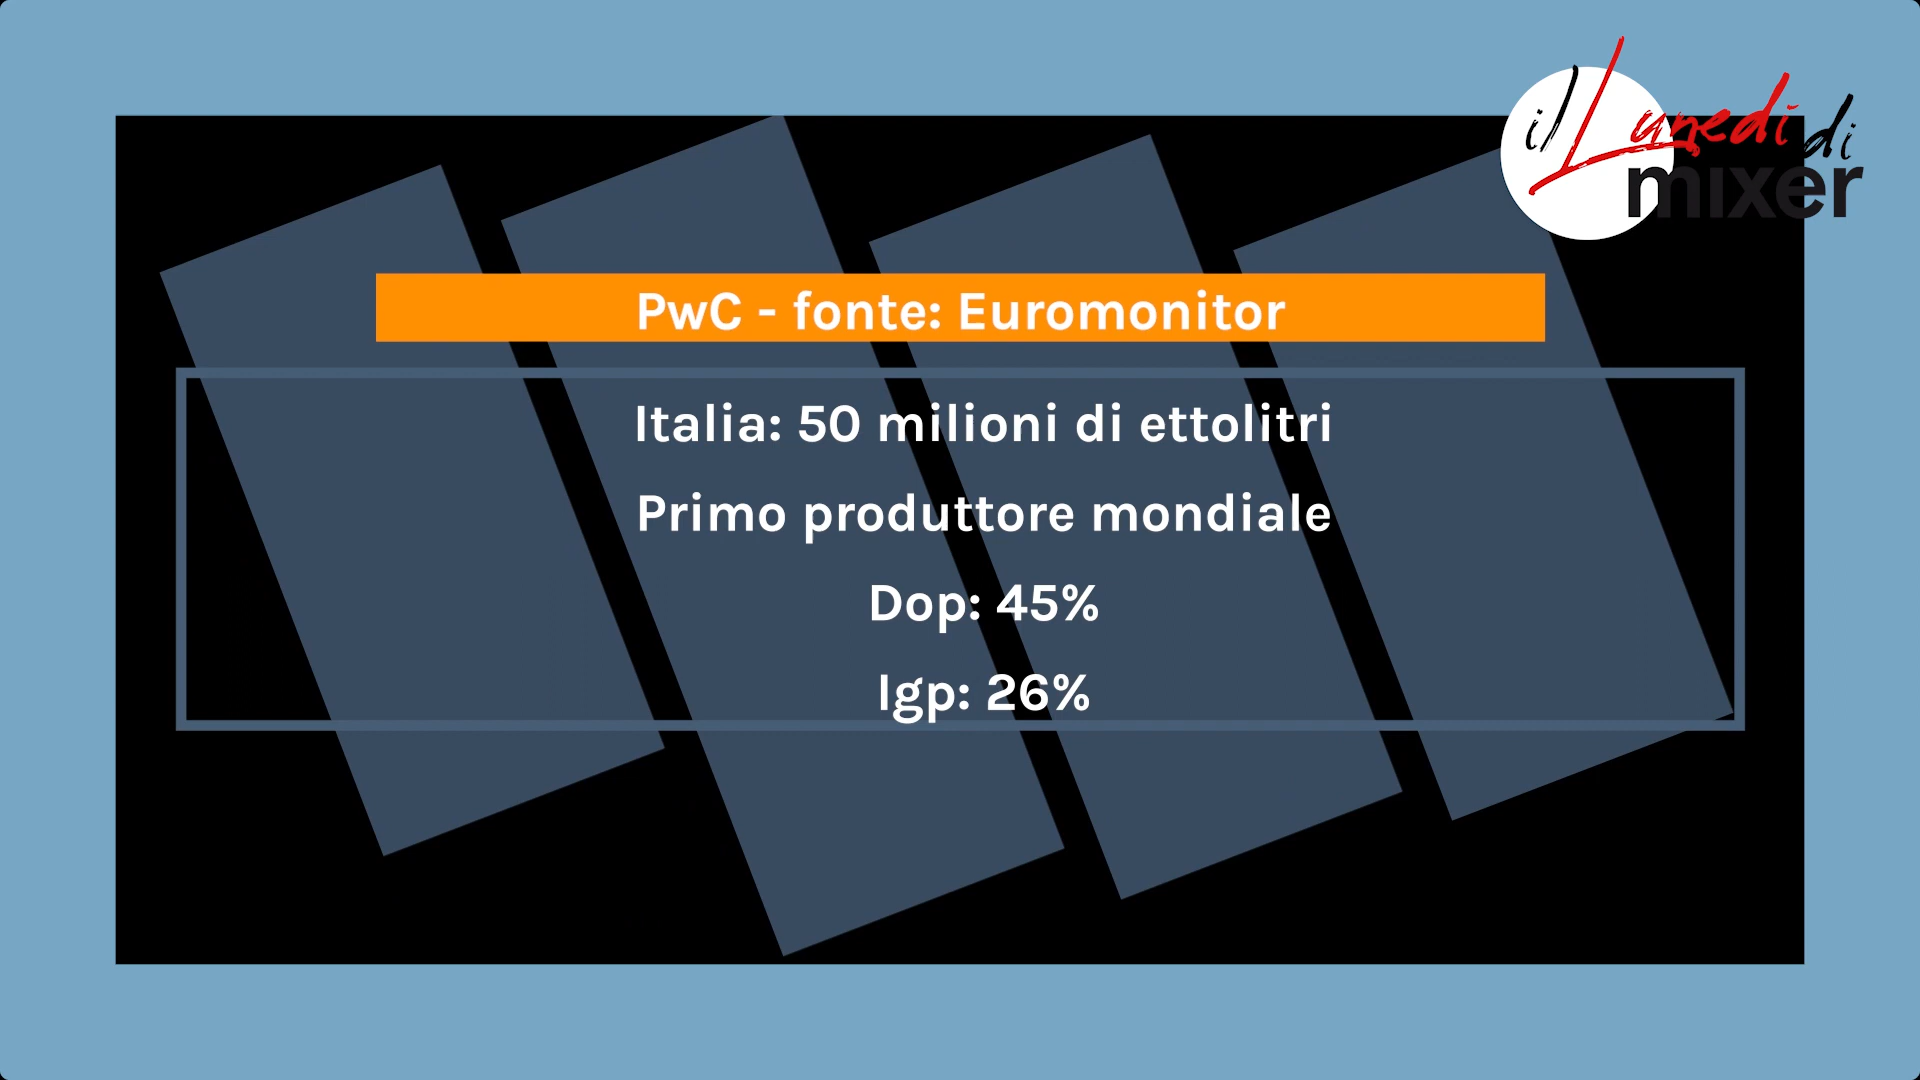 il Lunedì di
mixer
PwC - fonte: Euromonitor
Italia: 50 milioni di ettolitri
Primo produttore mondiale
Dop: 45%
Igp: 26%